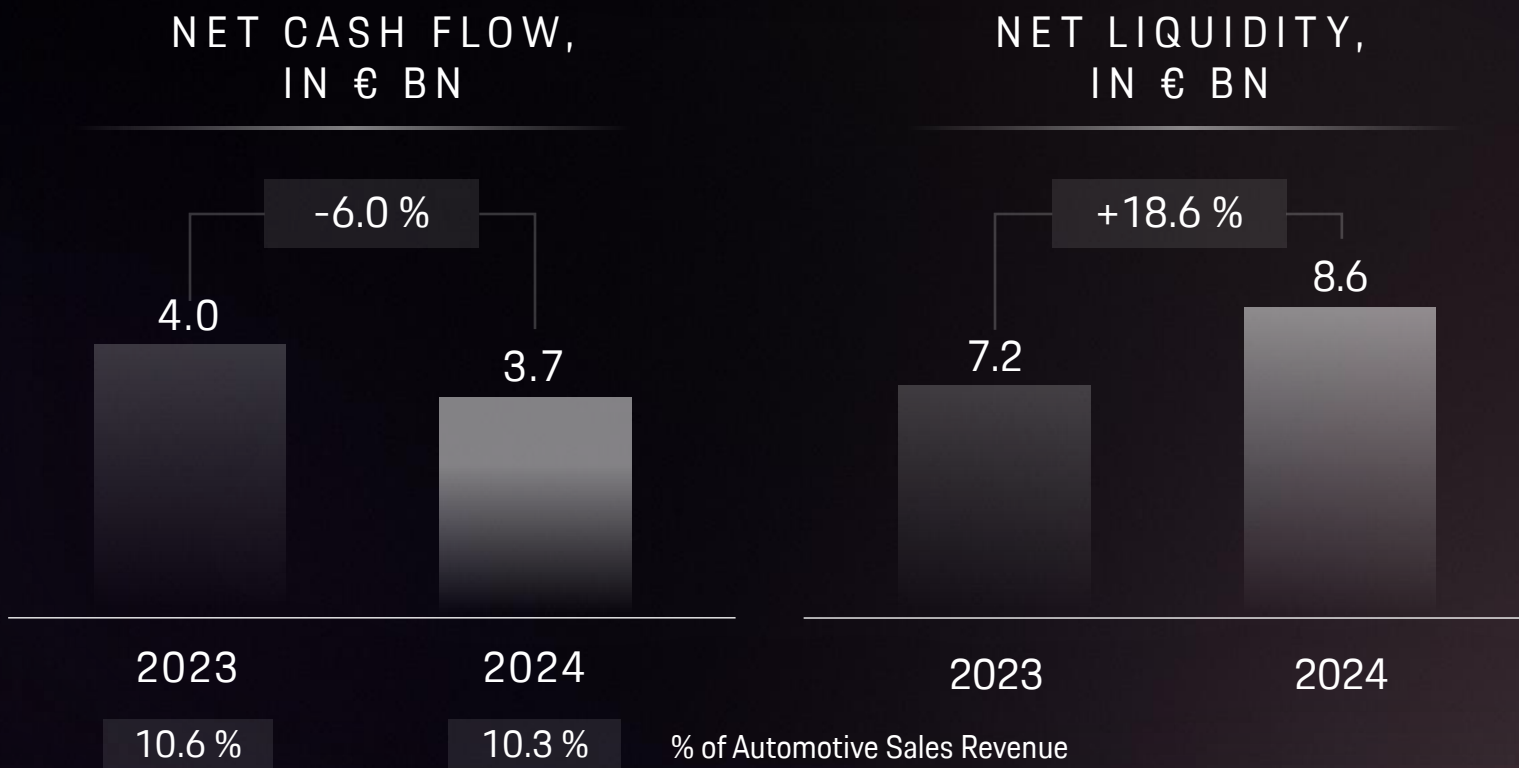 NET CASH FLOW,
IN € BN
-6.0 %
4.0
3.7
2023
2024
10.6 %
10.3 %
% of Automotive Sales Revenue
NET LIQUIDITY,
IN € BN
+18.6 %
7.2
8.6
2023
2024